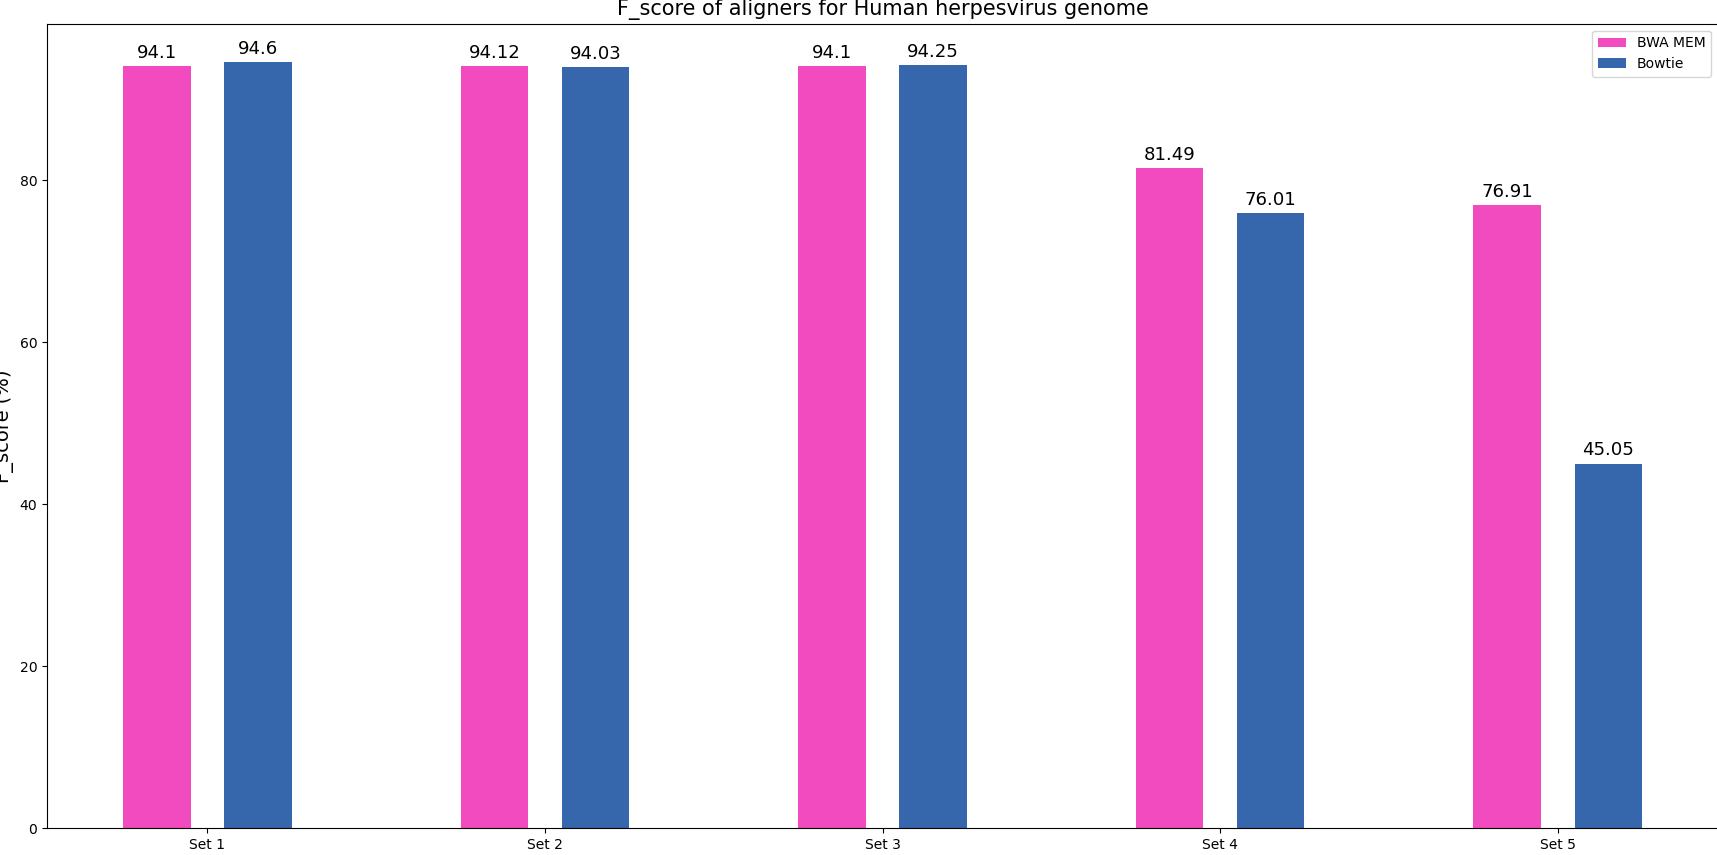 F_score of aligners for Human herpesvirus genome
BWA MEM
Bowtie
94.1
94.6
94.12
94.03
94.1
94.25
81.49
76.01
76.91
45.05
F_score (%)
80
60
40
20
0
Set 1
Set 2
Set 3
Set 4
Set 5